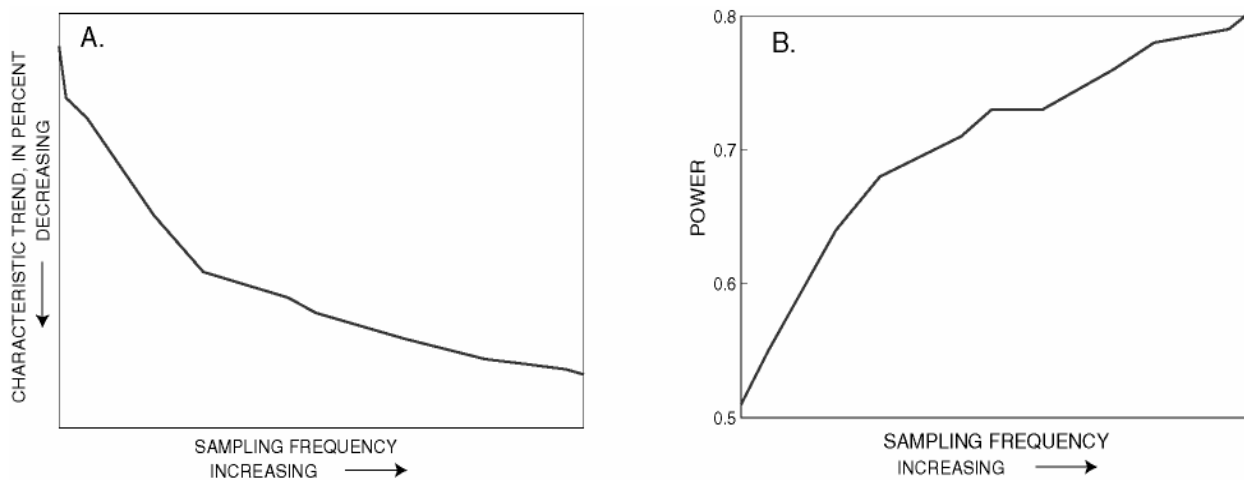 A.
CHARACTERISTIC TREND, IN PERCENT
DECREASING
SAMPLING FREQUENCY
INCREASING
B.
POWER
0.8
0.7
0.6
0.5
SAMPLING FREQUENCY
INCREASING